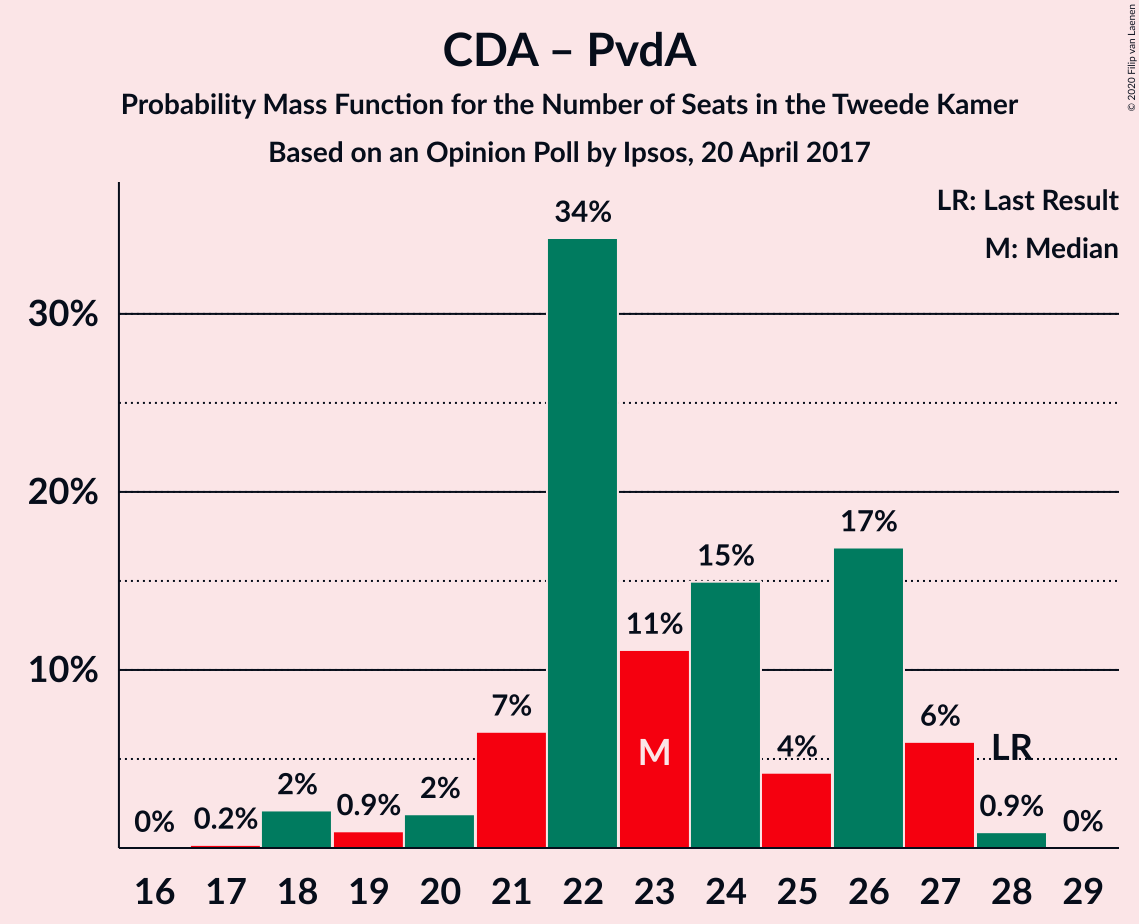 CDA – PvdA
Probability Mass Function for the Number of Seats in the Tweede Kamer
Based on an Opinion Poll by Ipsos, 20 April 2017
© 2020 Filip van Laenen
LR: Last Result
M: Median
30%
20%
10%
0%
0.2%
2%
0.9%
2%
7%
34%
11%
M
15%
4%
17%
6%
LR
0.9%
0%
16 17 18 19 20 21 22 23 24 25 26 27 28 29